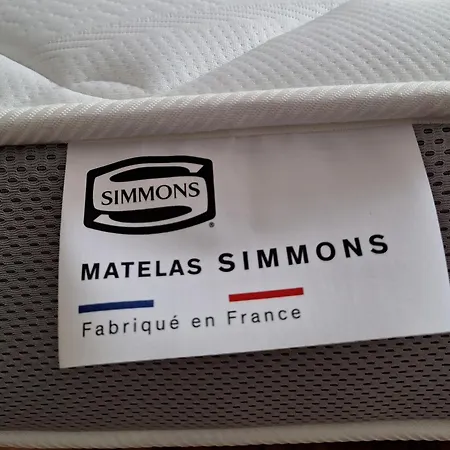 SIMMONS
®
MATELAS SIMMONS
Fabriqué en France